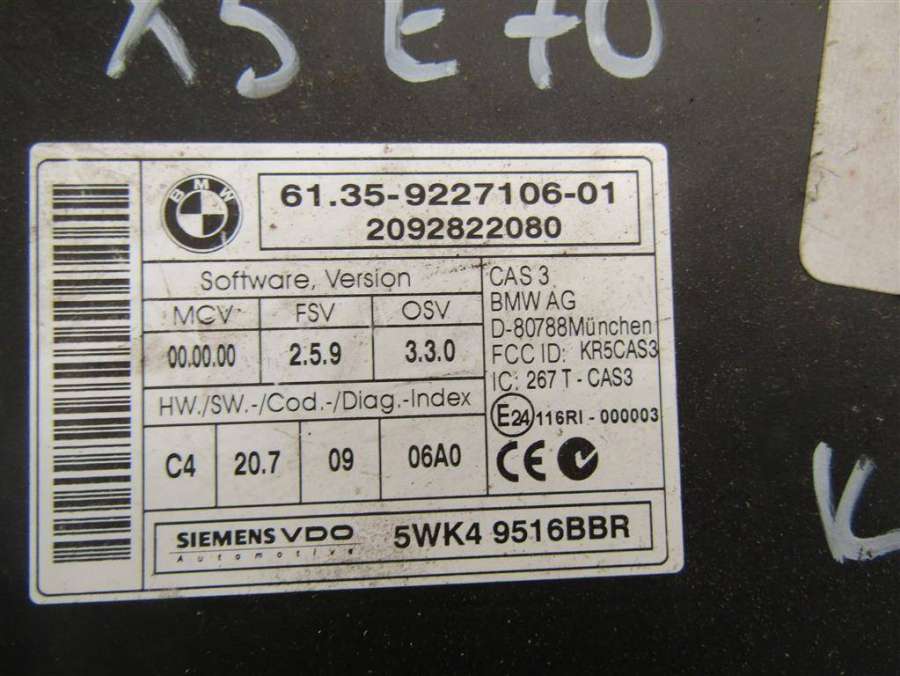 X5 E70
BMW
61.35-9227106-01
2092822080
Software, Version
MCV FSV OSV
00.00.00 2.5.9 3.3.0
HW./SW.-/Cod.-/Diag.-Index
C4 20.7 09 06A0
CAS 3
BMW AG
D-80788München
FCC ID: KR5CAS3
IC: 267 T - CAS3
E24 116RI - 000003
CE
SIEMENS VDO
Automotive
5WK4 9516BBR